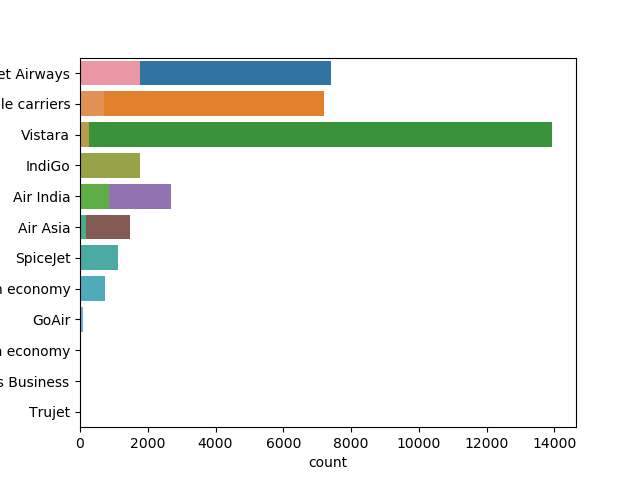 et Airways
le carriers
Vistara
IndiGo
Air India
Air Asia
SpiceJet
economy
GoAir
economy
s Business
Trujet
0 2000 4000 6000 8000 10000 12000 14000
count